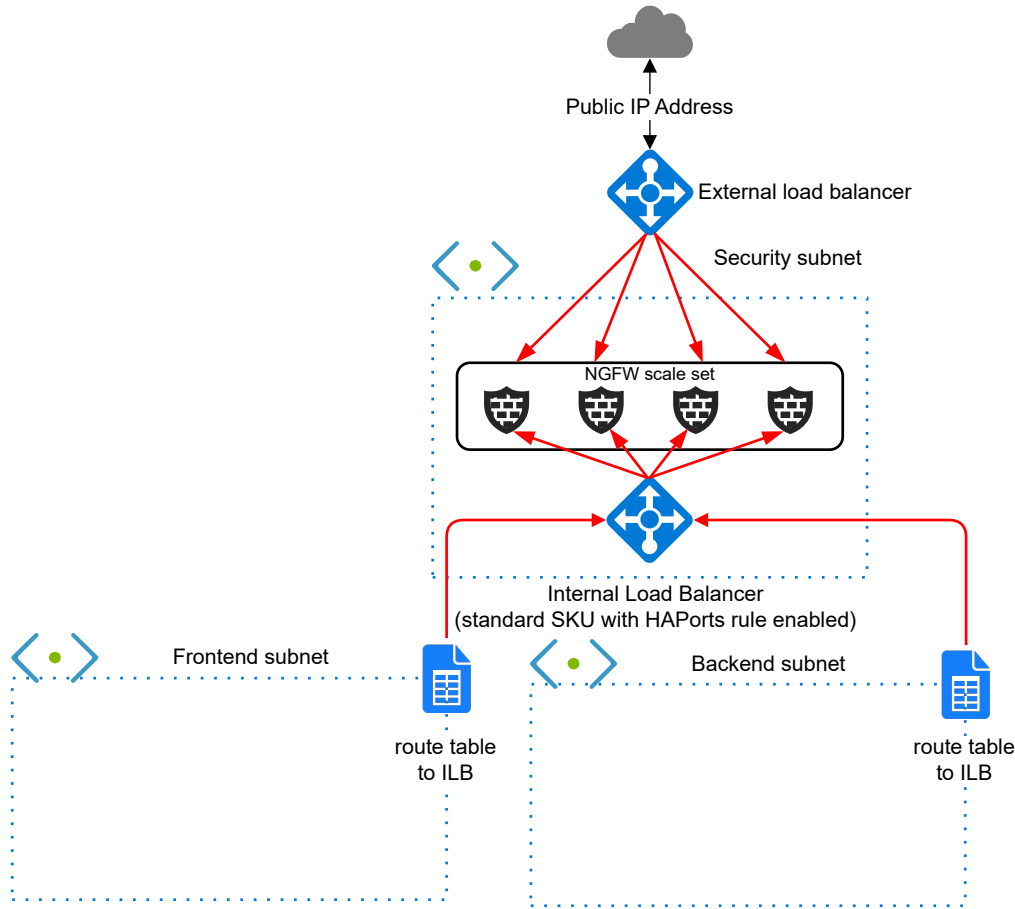 Public IP Address
External load balancer
Security subnet
NGFW scale set
Internal Load Balancer
(standard SKU with HAPorts rule enabled)
Frontend subnet
Backend subnet
route table
to ILB
route table
to ILB